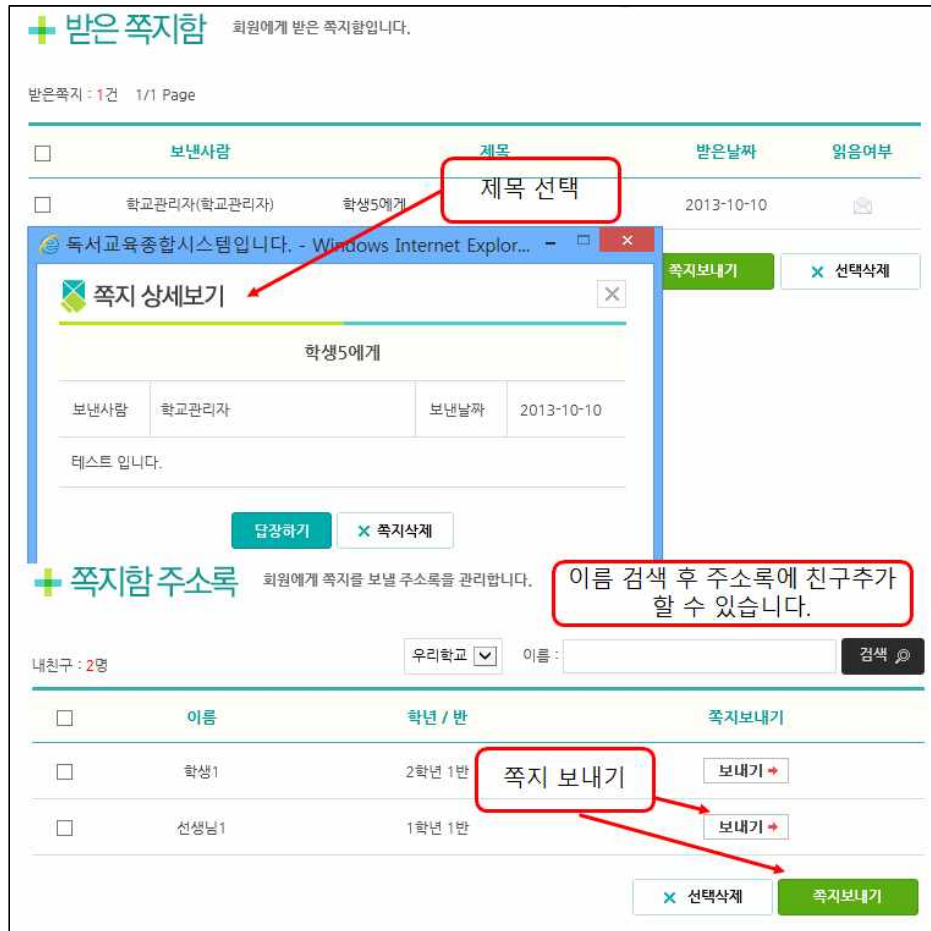 받은 쪽지함 회원에게 받은 쪽지함입니다.
받은쪽지 : 1건 1/1 Page
보낸사람 제목 받은날짜 읽음여부
제목 선택
학교관리자(학교관리자) 학생5에게 2013-10-10
독서교육종합시스템입니다. - Windows Internet Explor...
쪽지보내기 선택삭제
쪽지 상세보기
학생5에게
보낸사람 학교관리자 보낸날짜 2013-10-10
테스트 입니다.
답장하기 쪽지삭제
쪽지함 주소록 회원에게 쪽지를 보낼 주소록을 관리합니다.
이름 검색 후 주소록에 친구추가
할 수 있습니다.
내친구 : 2명 우리학교 이름 : 검색
이름 학년 / 반 쪽지보내기
학생1 2학년 1반 보내기
쪽지 보내기
선생님1 1학년 1반 보내기
선택삭제 쪽지보내기